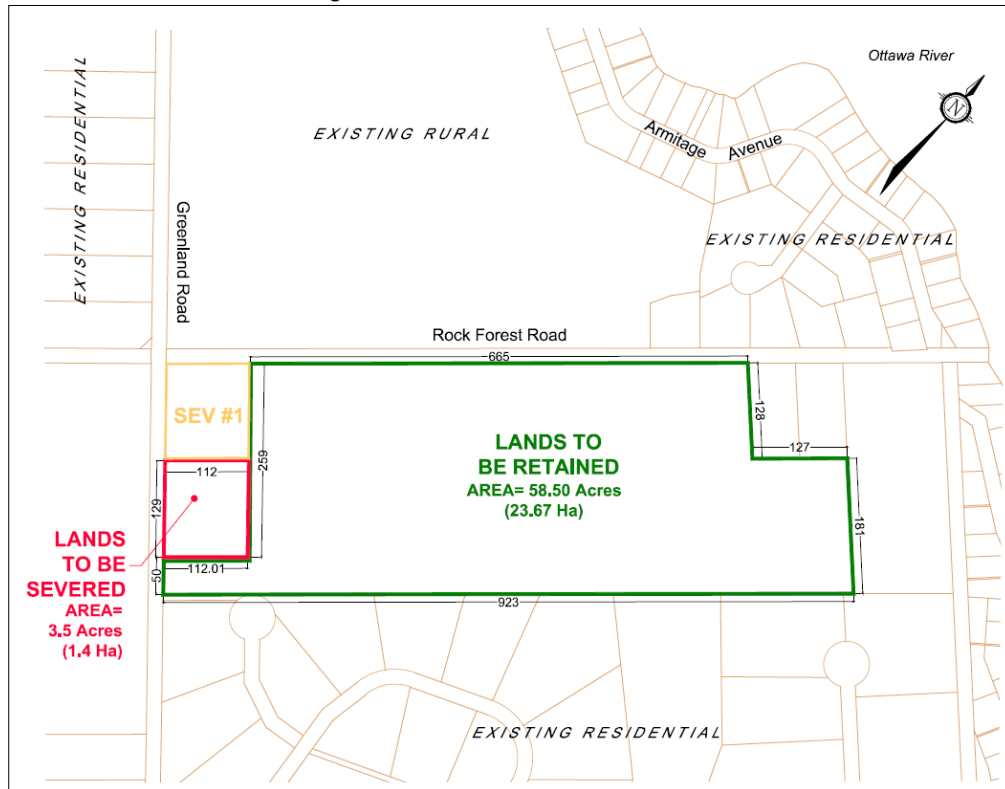 Ottawa River
N
EXISTING RURAL
Armitage Avenue
EXISTING RESIDENTIAL
Greenland Road
EXISTING RESIDENTIAL
Rock Forest Road
665
SEV #1
259
128
127
LANDS TO
BE RETAINED
AREA= 58.50 Acres
(23.67 Ha)
112
129
181
LANDS
TO BE
SEVERED
AREA=
3.5 Acres
(1.4 Ha)
112.01
50
923
EXISTING RESIDENTIAL